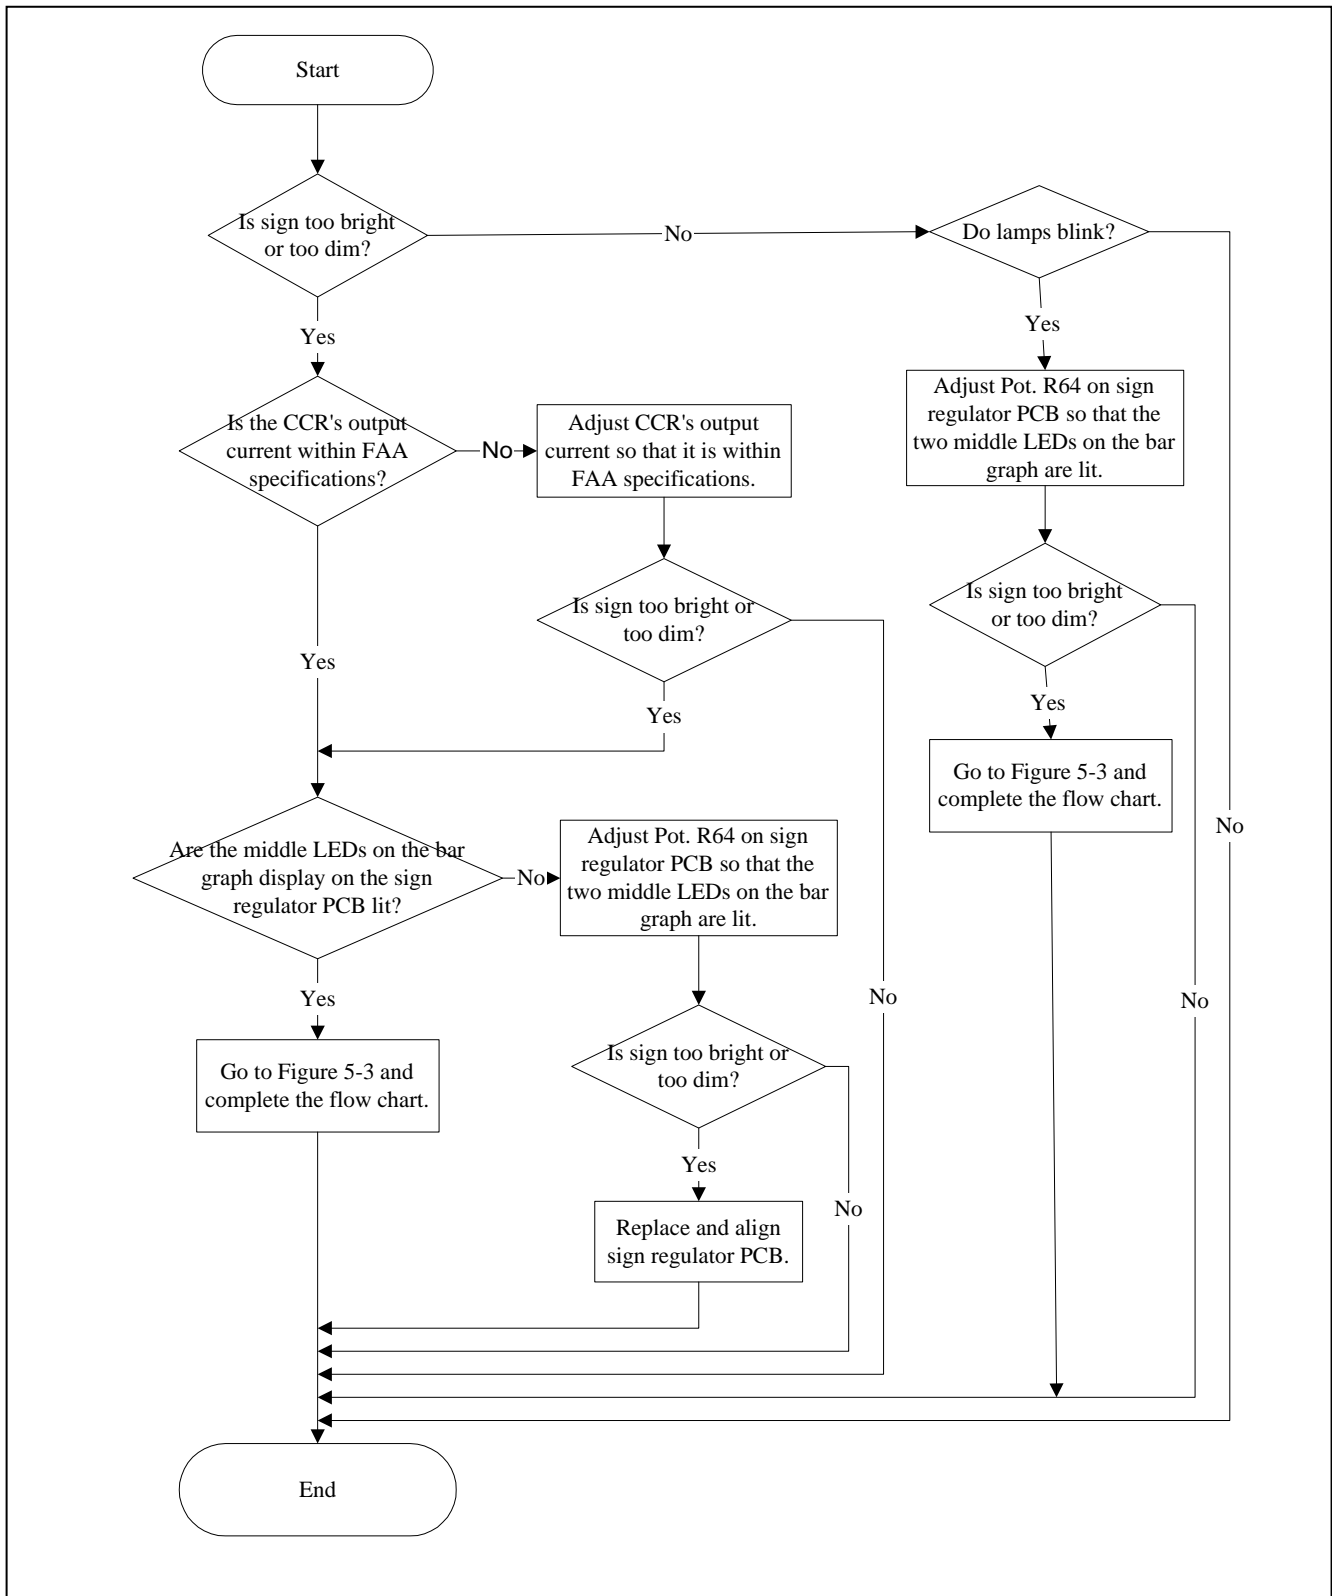 Start
Is sign too bright
or too dim?
No
Do lamps blink?
Yes
Yes
Is the CCR's output
current within FAA
specifications?
No
Adjust CCR's output
current so that it is within
FAA specifications.
Adjust Pot. R64 on sign
regulator PCB so that the
two middle LEDs on the bar
graph are lit.
Is sign too bright or
too dim?
Is sign too bright
or too dim?
Yes
Yes
Yes
Go to Figure 5-3 and
complete the flow chart.
No
Are the middle LEDs on the bar
graph display on the sign
regulator PCB lit?
No
Adjust Pot. R64 on sign
regulator PCB so that the
two middle LEDs on the bar
graph are lit.
Yes
No
No
Go to Figure 5-3 and
complete the flow chart.
Is sign too bright or
too dim?
Yes
No
Replace and align
sign regulator PCB.
End